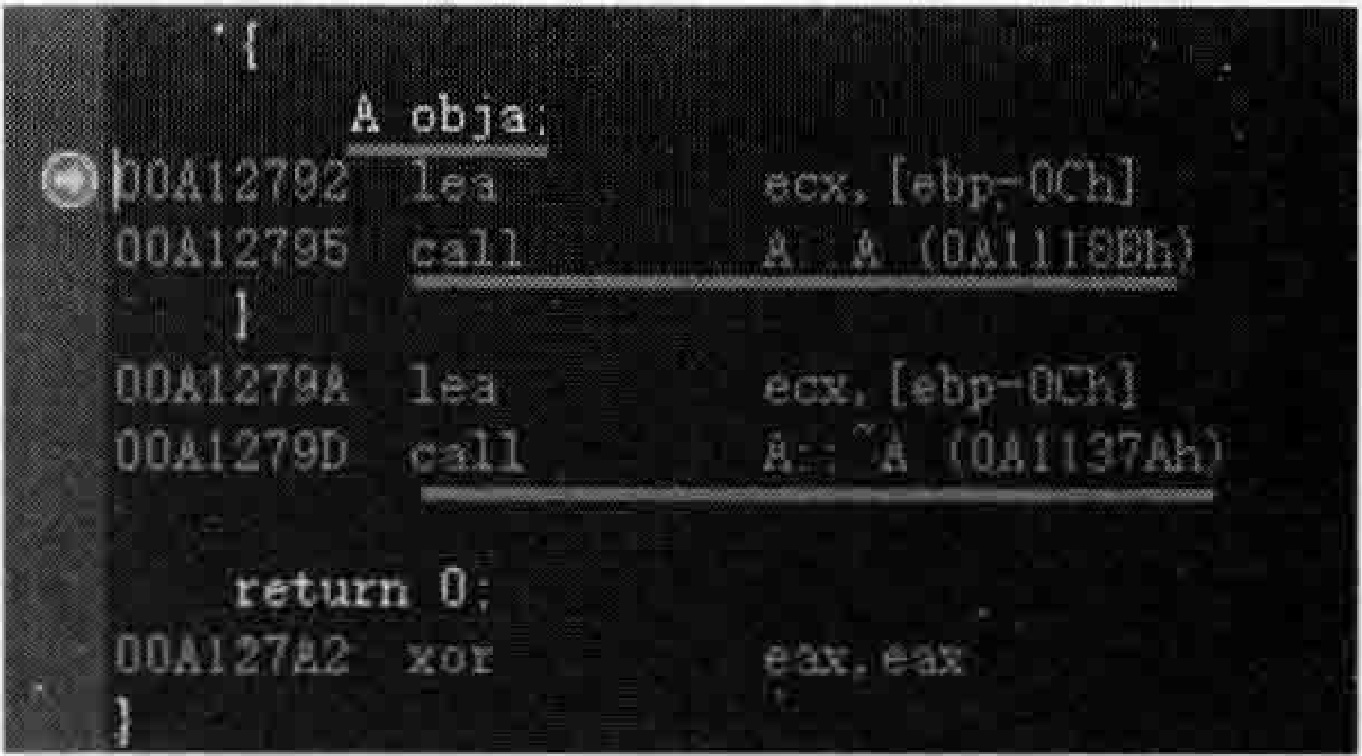 {
A obja;
00A12792 lea ecx,[ebp-0Ch]
00A12795 call A::A (0A1118Bh)
}
00A1279A lea ecx,[ebp-0Ch]
00A1279D call A::~A (0A1137Ah)
return 0;
00A127A2 xor eax,eax
}